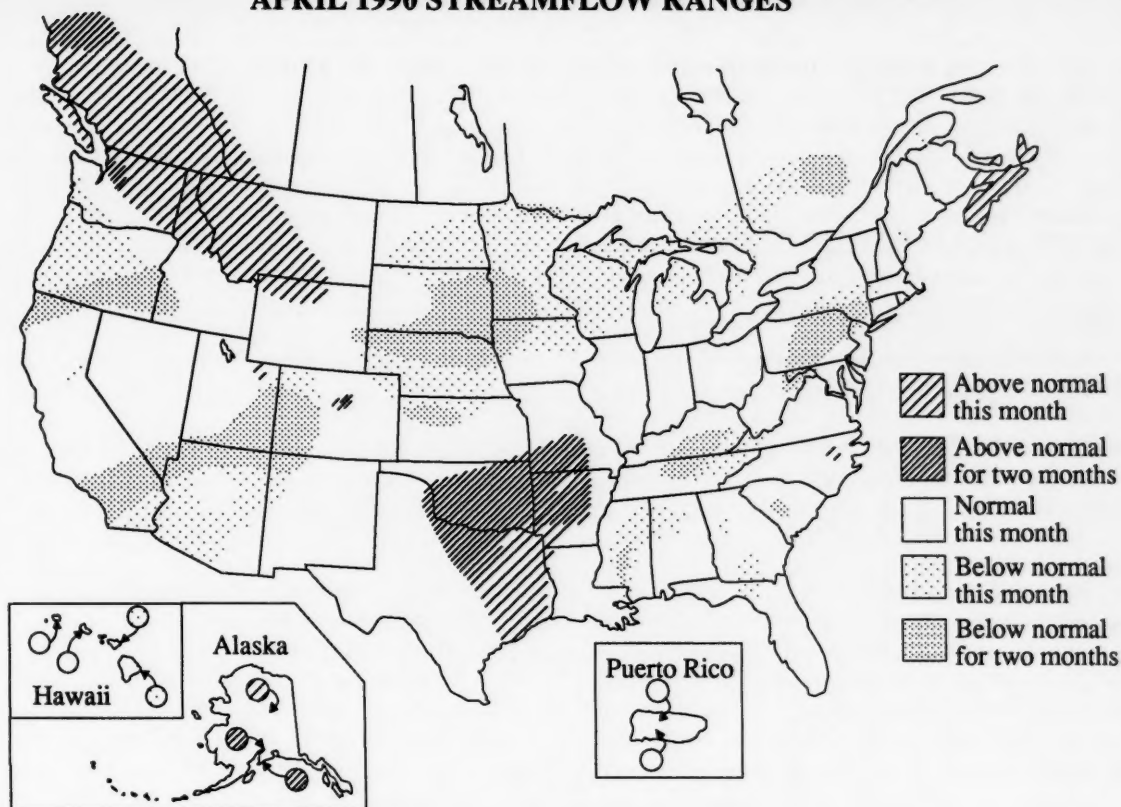 APRIL 1990 STREAMFLOW RANGES
Above normal
this month
Above normal
for two months
Normal
this month
Below normal
this month
Below normal
for two months
Hawaii
Alaska
Puerto Rico